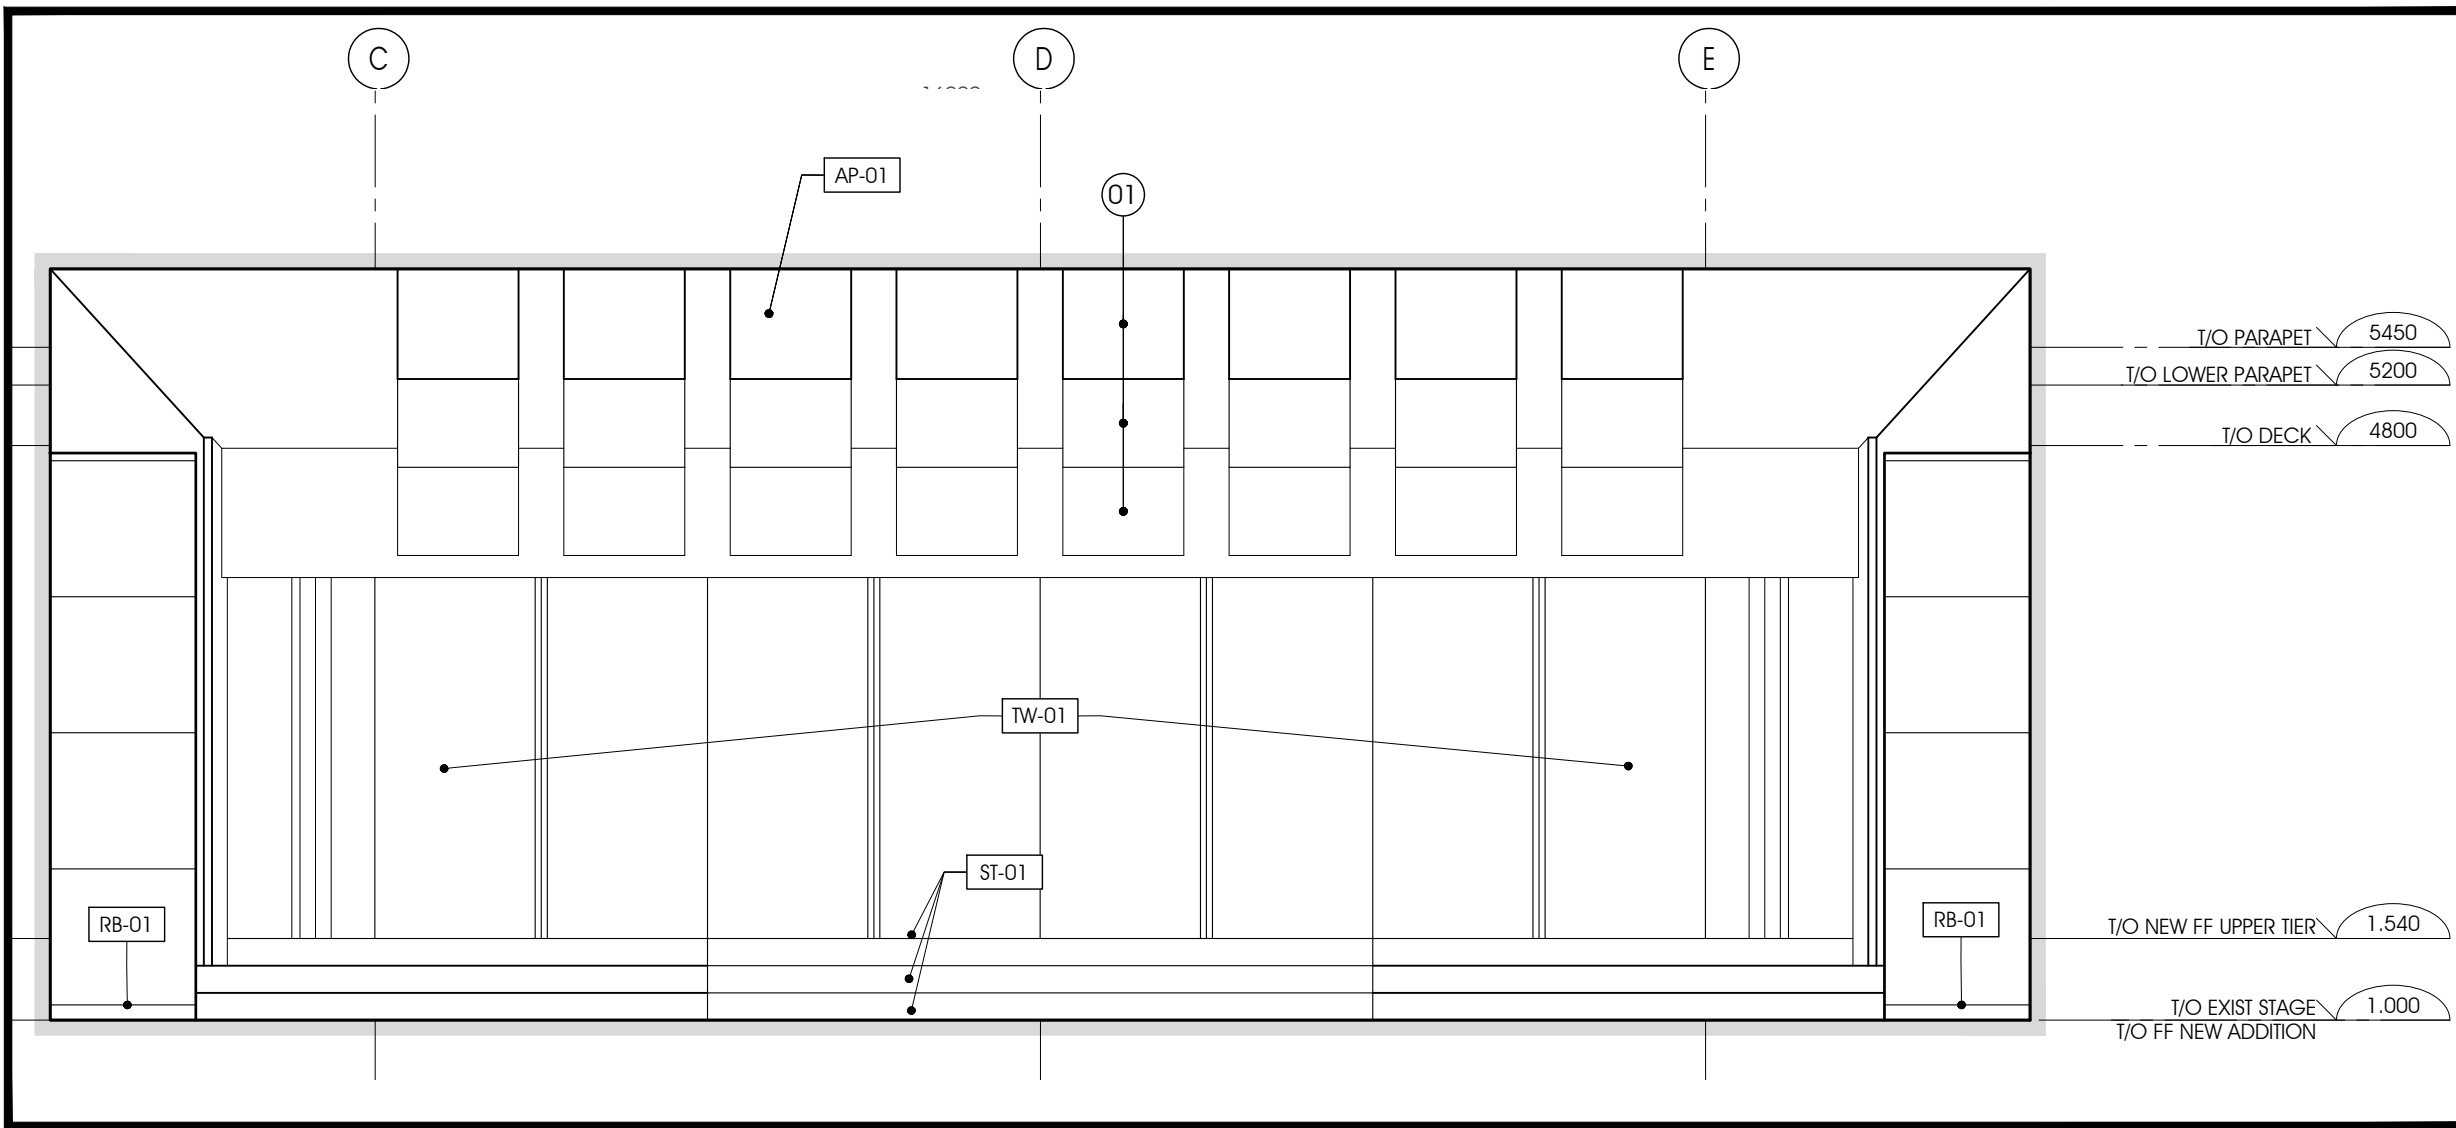 C
D
E
AP-01
01
T/O PARAPET 5450
T/O LOWER PARAPET 5200
T/O DECK 4800
TW-01
ST-01
RB-01
RB-01
T/O NEW FF UPPER TIER 1.540
T/O EXIST STAGE 1.000
T/O FF NEW ADDITION